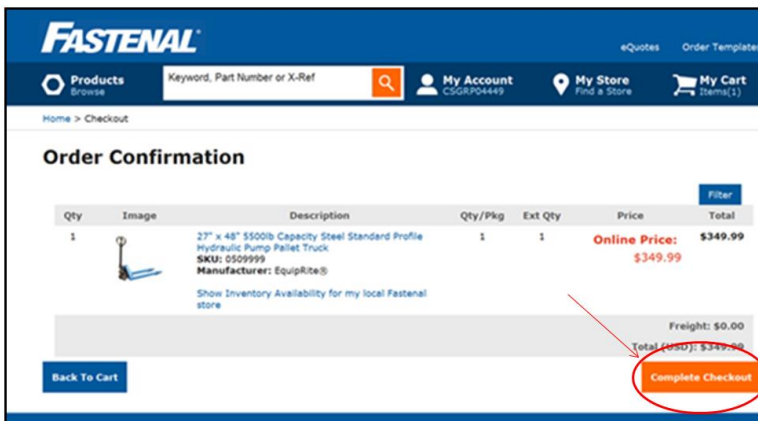 FASTENAL®
eQuotes Order Templates
Products
Browse
Keyword, Part Number or X-Ref
My Account
CSGRP04449
My Store
Find a Store
My Cart
Items(1)
Home > Checkout
Order Confirmation
Filter
Qty Image Description Qty/Pkg Ext Qty Price Total
1 27" x 48" 5500lb Capacity Steel Standard Profile 1 1 Online Price: $349.99
Hydraulic Pump Pallet Truck $349.99
SKU: 0509999
Manufacturer: EquipRite®
Show Inventory Availability for my local Fastenal
store
Freight: $0.00
Total (USD): $349.99
Back To Cart Complete Checkout